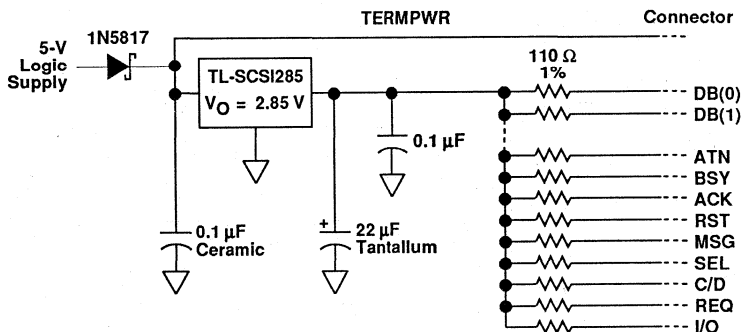 TERMPWR
Connector
1N5817
5-V
Logic
Supply
TL-SCSI285
VO = 2.85 V
110 Ω
1%
DB(0)
DB(1)
0.1 µF
ATN
BSY
ACK
RST
MSG
SEL
C/D
REQ
I/O
0.1 µF
Ceramic
+
22 µF
Tantallum